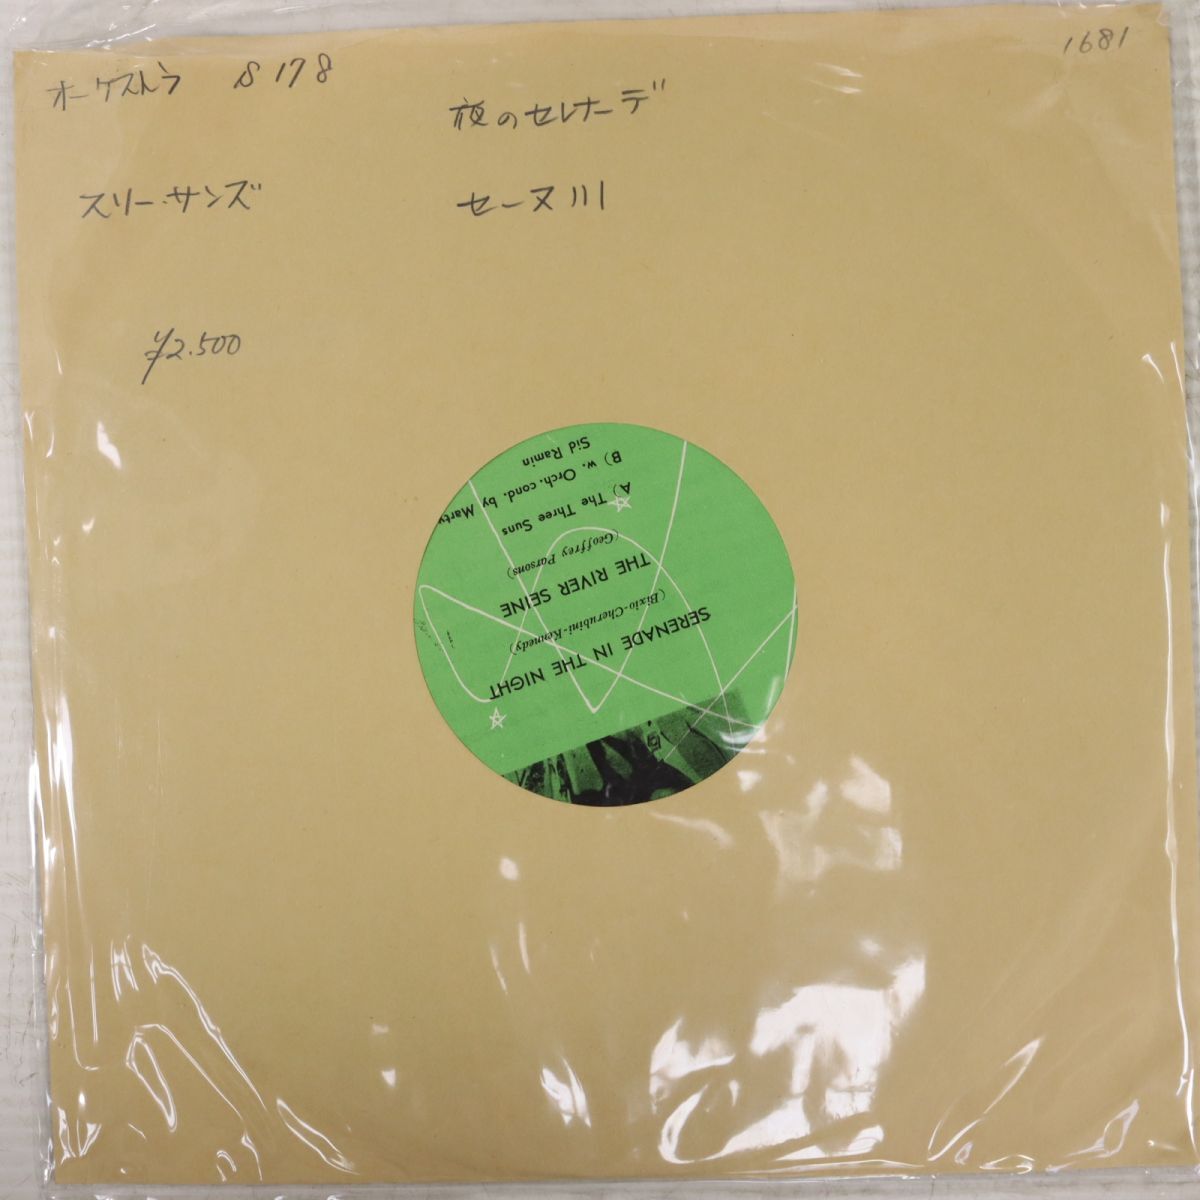 オーケストラ S178
1681
夜のセレナーデ
スリー・サンズ
セーヌ川
¥2.500
SERENADE IN THE NIGHT
(Bixio-Cherubini-Kennedy)
THE RIVER SEINE
(Geoffrey Parsons)
A) The Three Suns
B) w. Orch. cond. by Marty
Sid Ramin